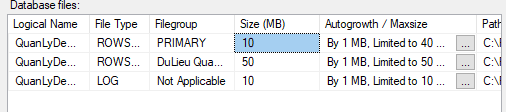 Database files:
Logical Name File Type Filegroup Size (MB) Autogrowth / Maxsize Path
QuanLyDe... ROWS... PRIMARY 10 By 1 MB, Limited to 40 ... ... C:\
QuanLyDe... ROWS... DuLieu Qua... 50 By 1 MB, Limited to 50 ... ... C:\
QuanLyDe... LOG Not Applicable 10 By 1 MB, Limited to 10 ... ... C:\